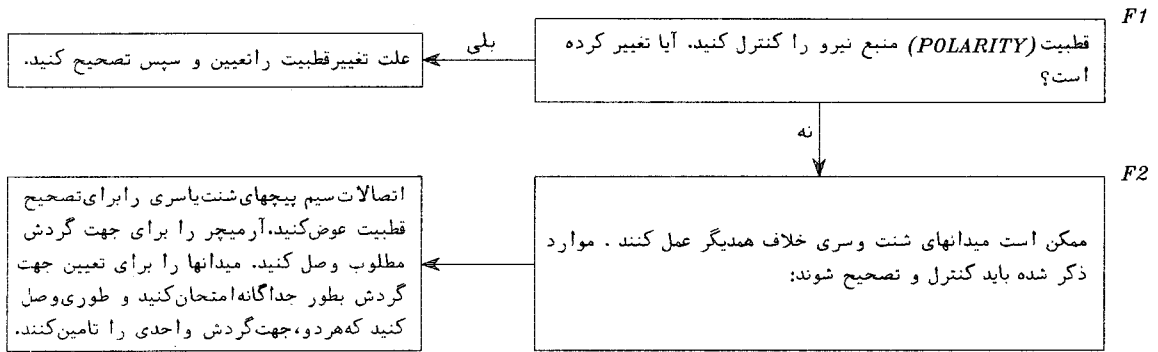 F1
قطبیت (POLARITY) منبع نیرو را کنترل کنید. آیا تغییر کرده
است؟
بلی
علت تغییرقطبیت راتعیین و سپس تصحیح کنید.
نه
F2
ممکن است میدانهای شنت وسری خلاف همدیگر عمل کنند . موارد
ذکر شده باید کنترل و تصحیح شوند:
اتصالات سیم پیچهای شنت یاسری رابرای تصحیح
قطبیت عوض کنید.آرمیچر را برای جهت گردش
مطلوب وصل کنید. میدانها را برای تعیین جهت
گردش بطور جداگانه امتحان کنید و طوری وصل
کنید که هر دو،جهت گردش واحدی را تامین کنند.